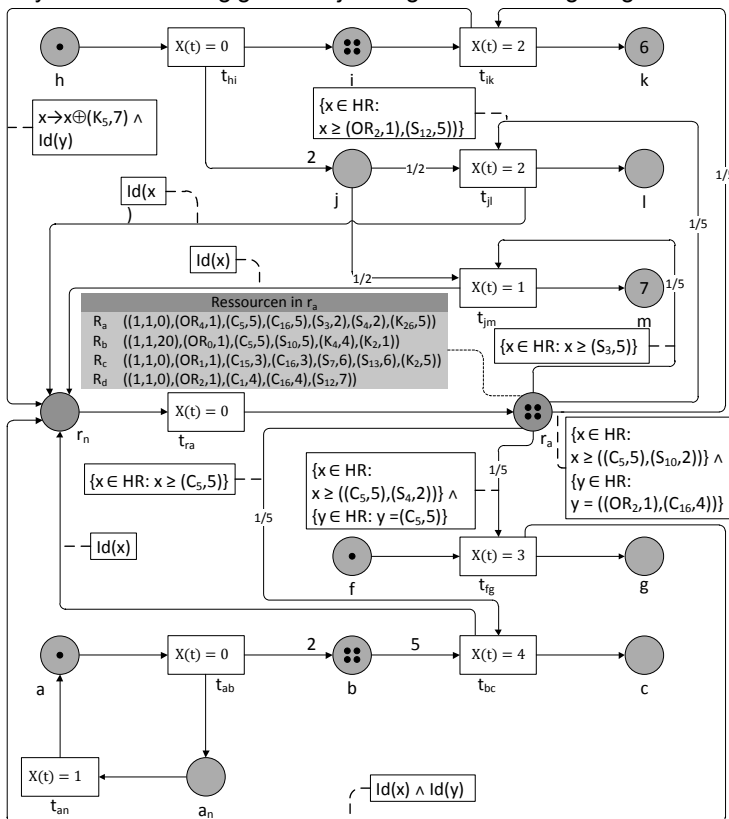 X(t) = 0
X(t) = 2
6
h
t_hi
i
t_ik
k
x→x⊕(K₅,7) ∧
Id(y)
{x ∈ HR:
x ≥ (OR₂,1),(S₁₂,5))}
1/5
2
1/2
X(t) = 2
j
t_jl
l
1/5
Id(x
)
1/5
Id(x)
1/2
X(t) = 1
7
1/5
t_jm
m
Ressourcen in r_a
R_a ((1,1,0),(OR₄,1),(C₅,5),(C₁₆,5),(S₃,2),(S₄,2),(K₂₆,5))
R_b ((1,1,20),(OR₀,1),(C₅,5),(S₁₀,5),(K₄,4),(K₂,1))
R_c ((1,1,0),(OR₁,1),(C₁₅,3),(C₁₆,3),(S₇,6),(S₁₃,6),(K₂,5))
R_d ((1,1,0),(OR₂,1),(C₁,4),(C₁₆,4),(S₁₂,7))
{x ∈ HR: x ≥ (S₃,5)}
X(t) = 0
r_n
t_ra
r_a
{x ∈ HR: x ≥ (C₅,5)}
1/5
{x ∈ HR:
x ≥ ((C₅,5),(S₄,2))} ∧
{y ∈ HR: y =(C₅,5)}
1/5
{x ∈ HR:
x ≥ ((C₅,5),(S₁₀,2))} ∧
{y ∈ HR:
y = ((OR₂,1),(C₁₆,4))}
Id(x)
X(t) = 3
f
t_fg
g
X(t) = 0
2
5
X(t) = 4
a
t_ab
b
t_bc
c
X(t) = 1
t_an
a_n
Id(x) ∧ Id(y)